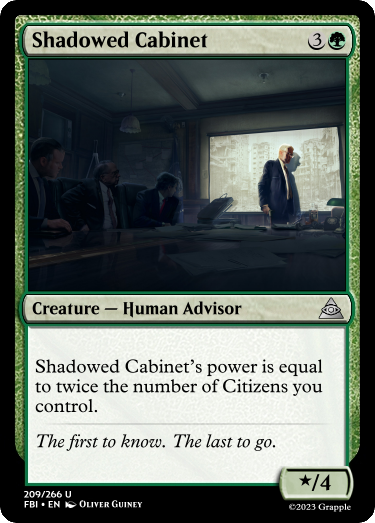 Shadowed Cabinet 3
Creature — Human Advisor
Shadowed Cabinet's power is equal
to twice the number of Citizens you
control.
The first to know. The last to go.
★/4
209/266 U
FBI • EN Oliver Guiney
©2023 Grapple